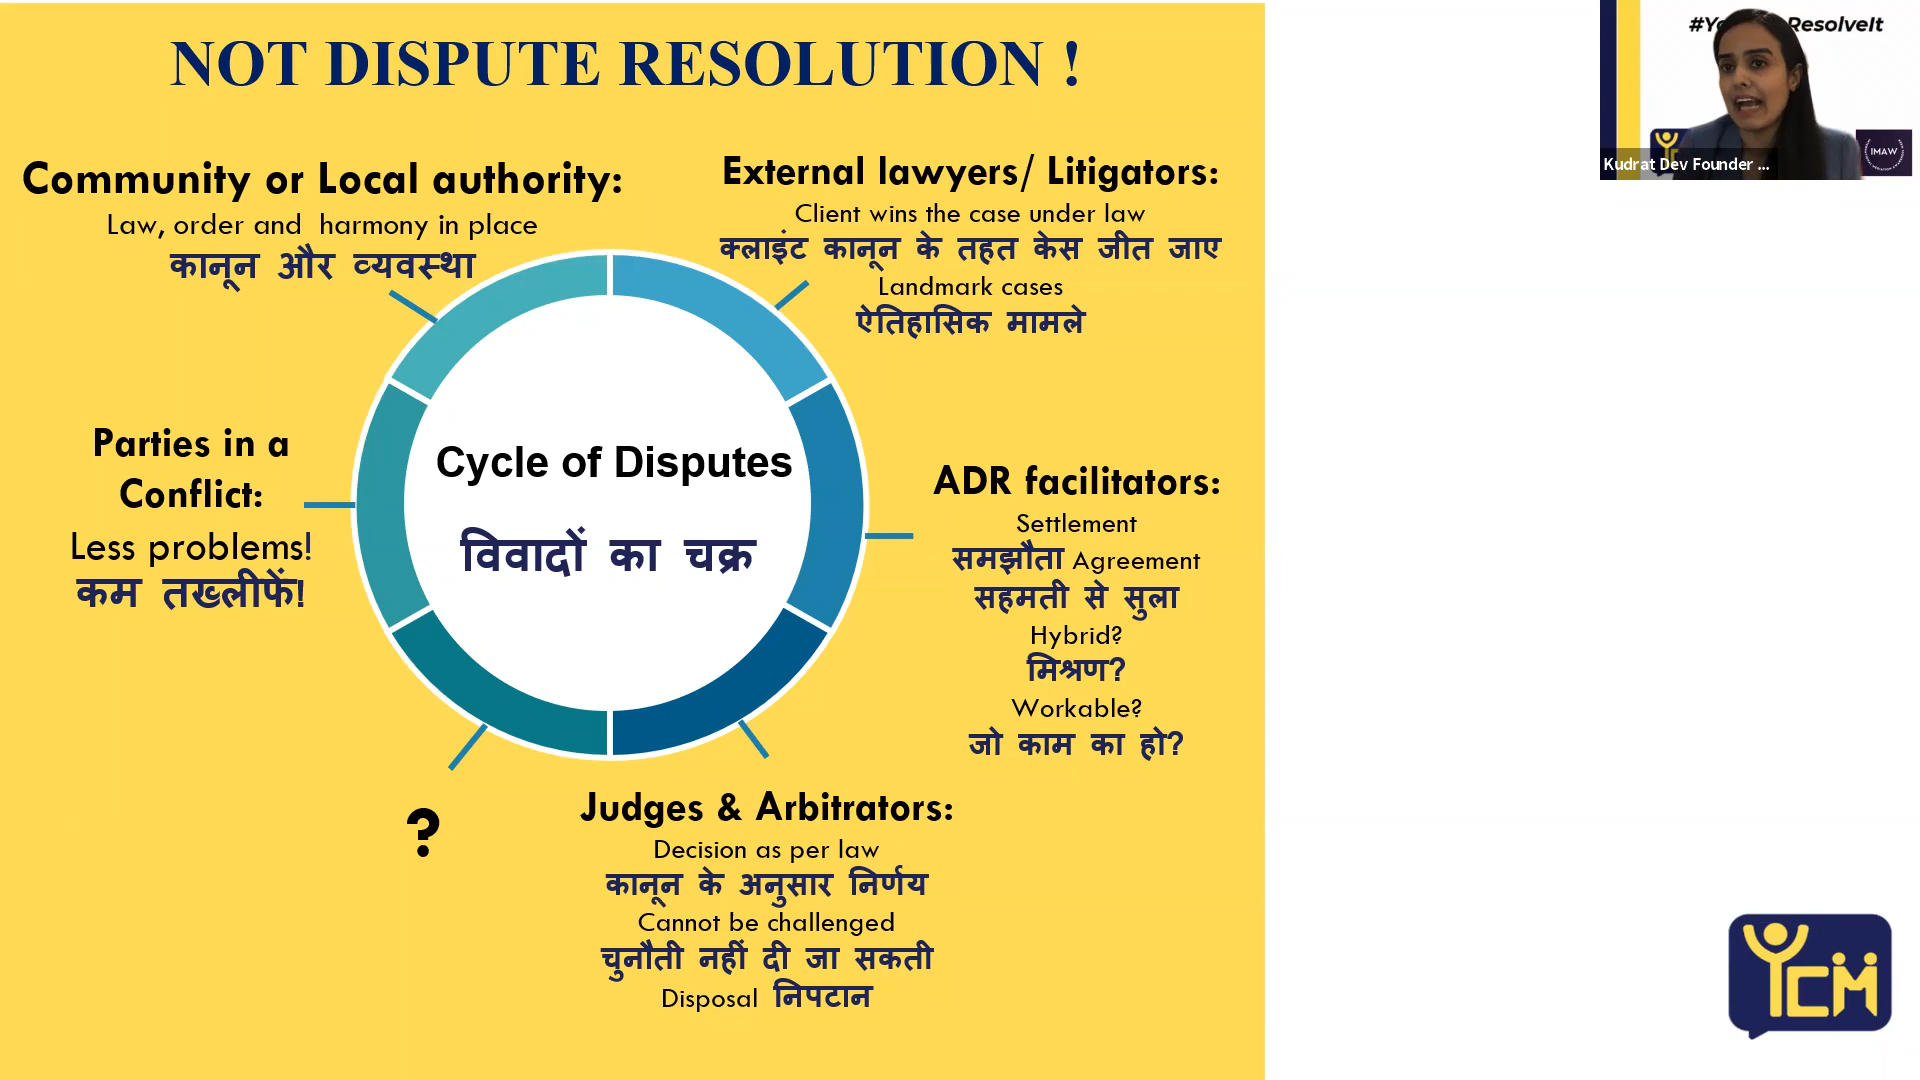 NOT DISPUTE RESOLUTION !
Community or Local authority:
Law, order and harmony in place
कानून और व्यवस्था
External lawyers/ Litigators:
Client wins the case under law
क्लाइंट कानून के तहत केस जीत जाए
Landmark cases
ऐतिहासिक मामले
Parties in a
Conflict:
Less problems!
कम तख्लीफें!
Cycle of Disputes
विवादों का चक्र
ADR facilitators:
Settlement
समझौता Agreement
सहमती से सुला
Hybrid?
मिश्रण?
Workable?
जो काम का हो?
?
Judges & Arbitrators:
Decision as per law
कानून के अनुसार निर्णय
Cannot be challenged
चुनौती नहीं दी जा सकती
Disposal निपटान
ResolveIt
Kudrat Dev Founder ...
IMAW
YCM